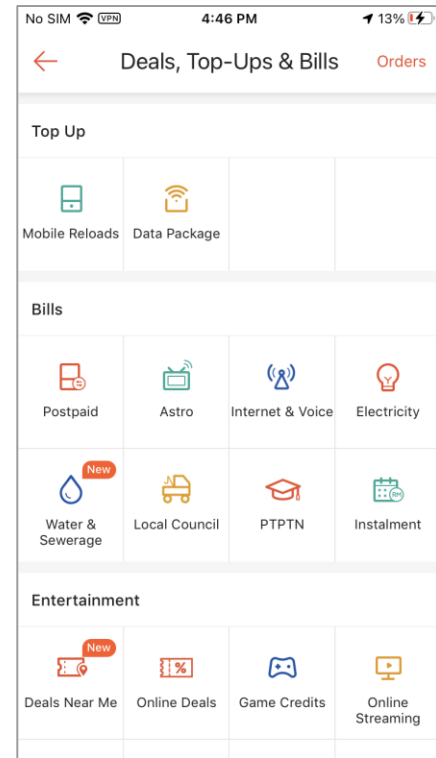 No SIM VPN 4:46 PM 13%
Deals, Top-Ups & Bills Orders
Top Up
Mobile Reloads Data Package
Bills
Postpaid Astro Internet & Voice Electricity
New
Water & Local Council PTPTN Instalment
Sewerage
RM
Entertainment
New
%
Deals Near Me Online Deals Game Credits Online
Streaming